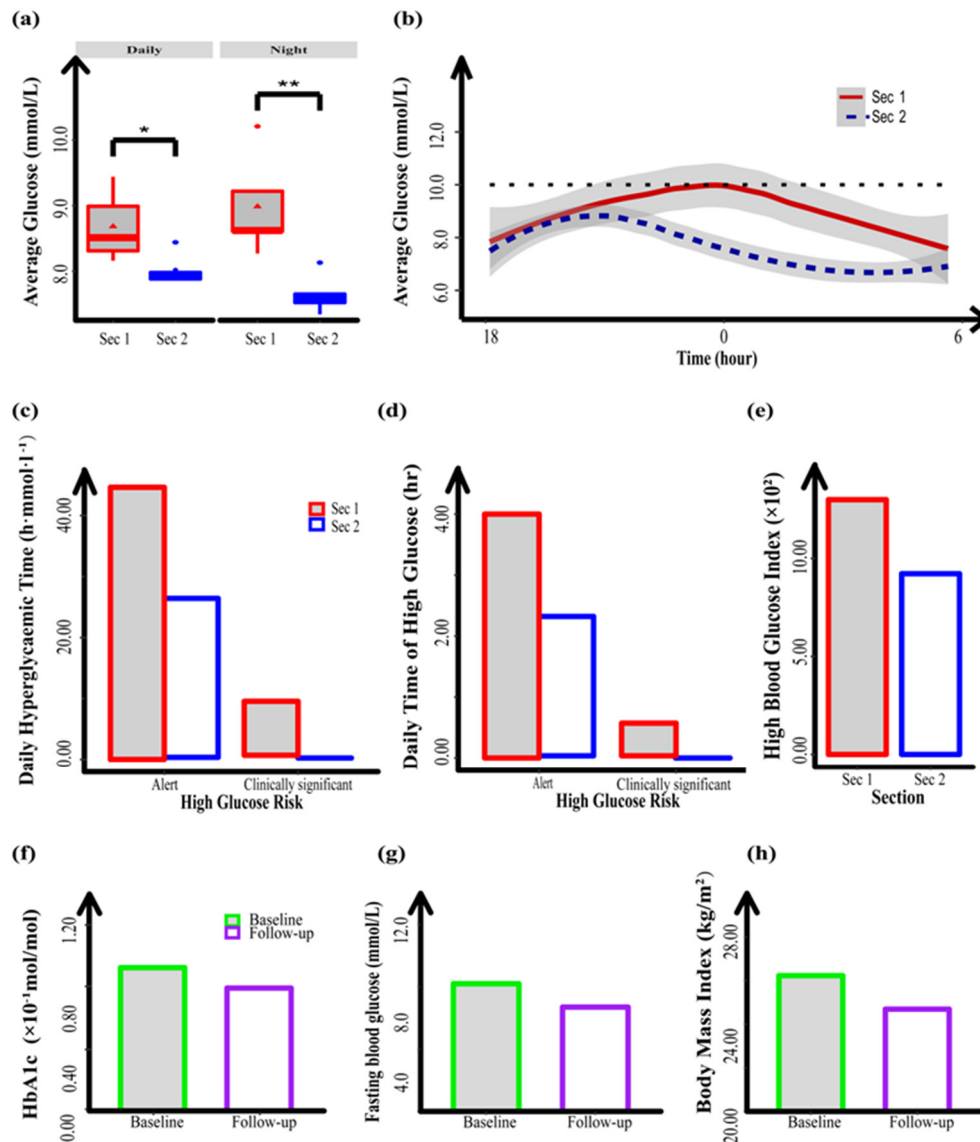 (a)
Daily
Night
Average Glucose (mmol/L)
10.0
9.0
8.0
*
**
Sec 1
Sec 2
Sec 1
Sec 2
(b)
Average Glucose (mmol/L)
12.0
10.0
8.0
6.0
Sec 1
Sec 2
18
0
6
Time (hour)
(c)
Daily Hyperglycaemic Time (h·mmol·l⁻¹)
40.00
20.00
0.00
Sec 1
Sec 2
Alert
Clinically significant
High Glucose Risk
(d)
Daily Time of High Glucose (hr)
4.00
2.00
0.00
Alert
Clinically significant
High Glucose Risk
(e)
High Blood Glucose Index (×10²)
10.00
5.00
0.00
Sec 1
Sec 2
Section
(f)
HbA1c (×10⁻¹mol/mol)
1.20
0.80
0.40
0.00
Baseline
Follow-up
Baseline
Follow-up
(g)
Fasting blood glucose (mmol/L)
12.0
8.0
4.0
Baseline
Follow-up
(h)
Body Mass Index (kg/m²)
28.00
24.00
20.00
Baseline
Follow-up